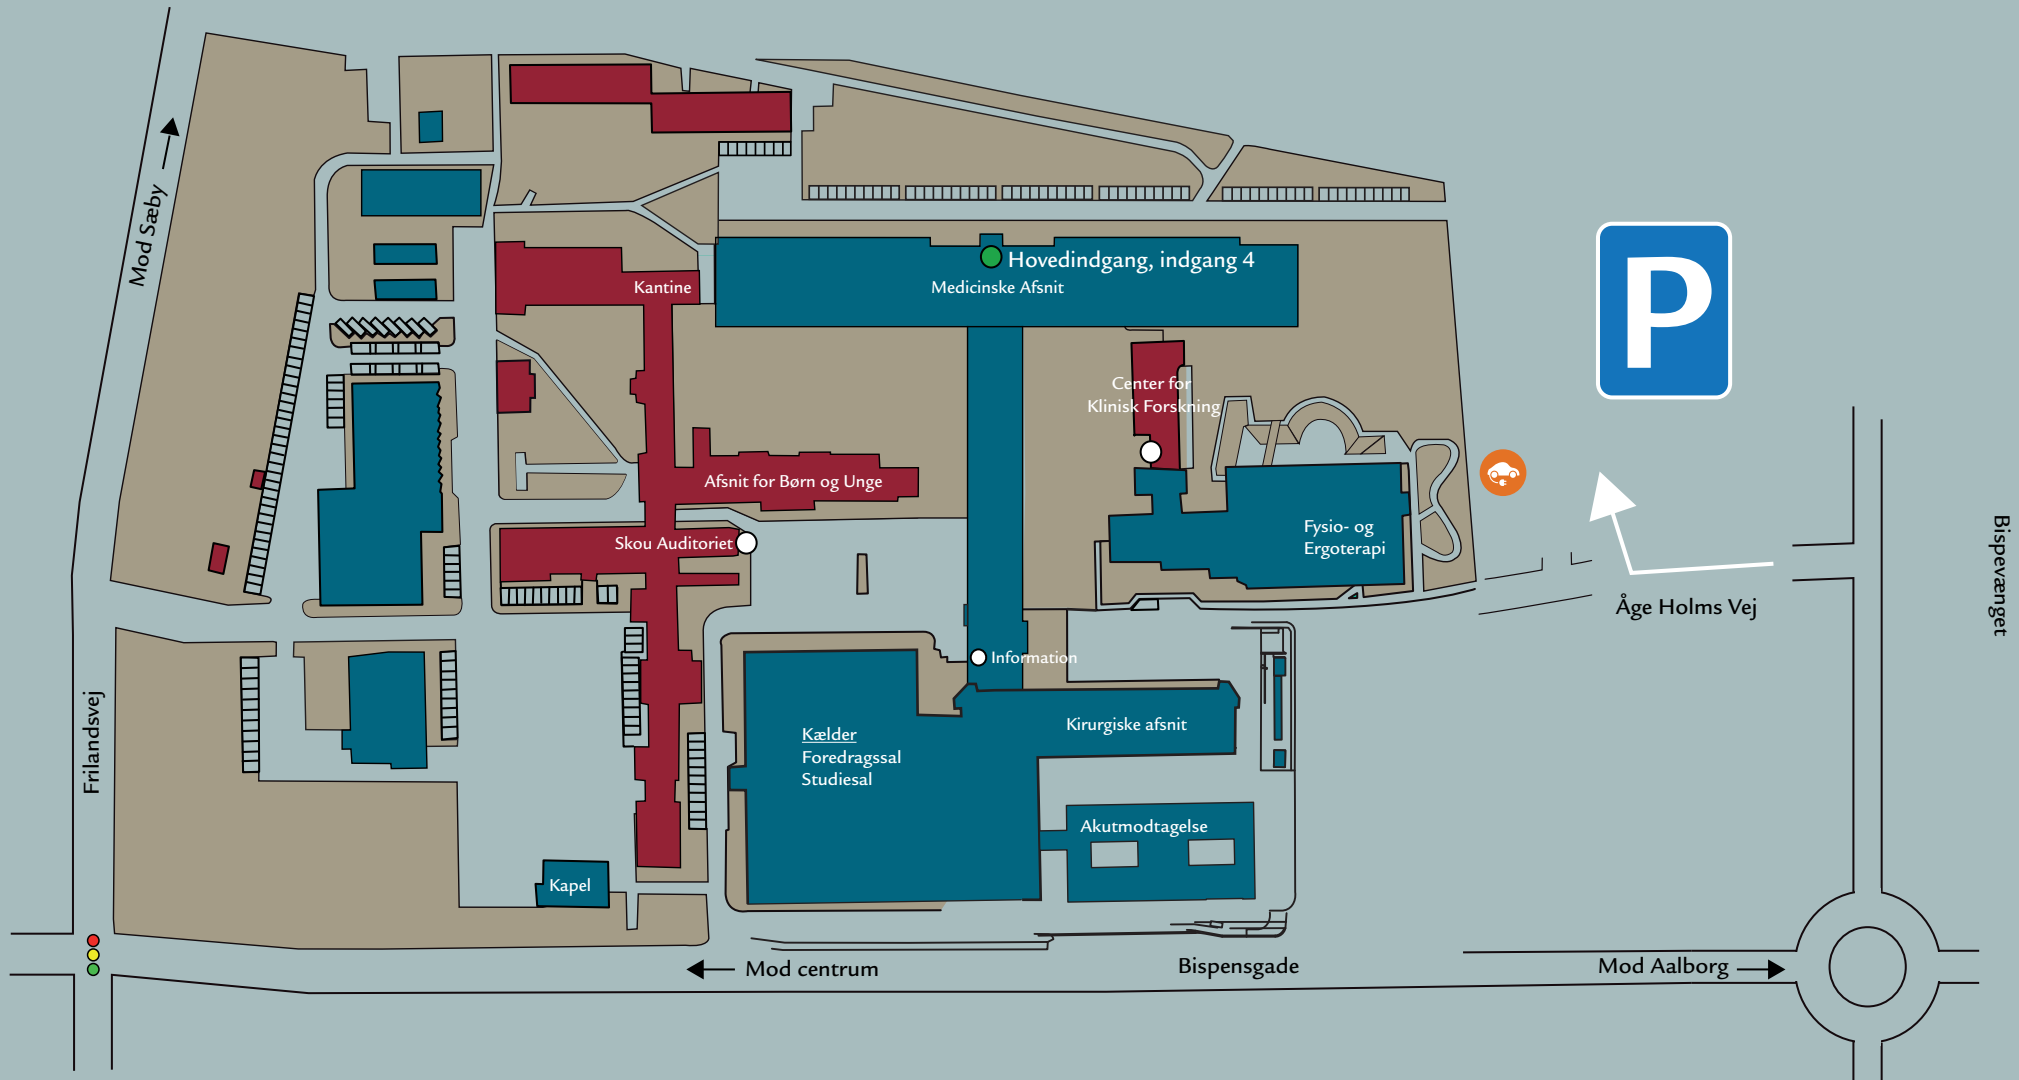 Mod Sæby
Hovedindgang, indgang 4
Medicinske Afsnit
Kantine
P
Center for
Klinisk Forskning
Afsnit for Børn og Unge
Skou Auditoriet
Fysio- og
Ergoterapi
Bispevænget
Åge Holms Vej
Information
Frilandsvej
Kælder
Foredragssal
Studiesal
Kirurgiske afsnit
Akutmodtagelse
Kapel
Mod centrum
Bispensgade
Mod Aalborg